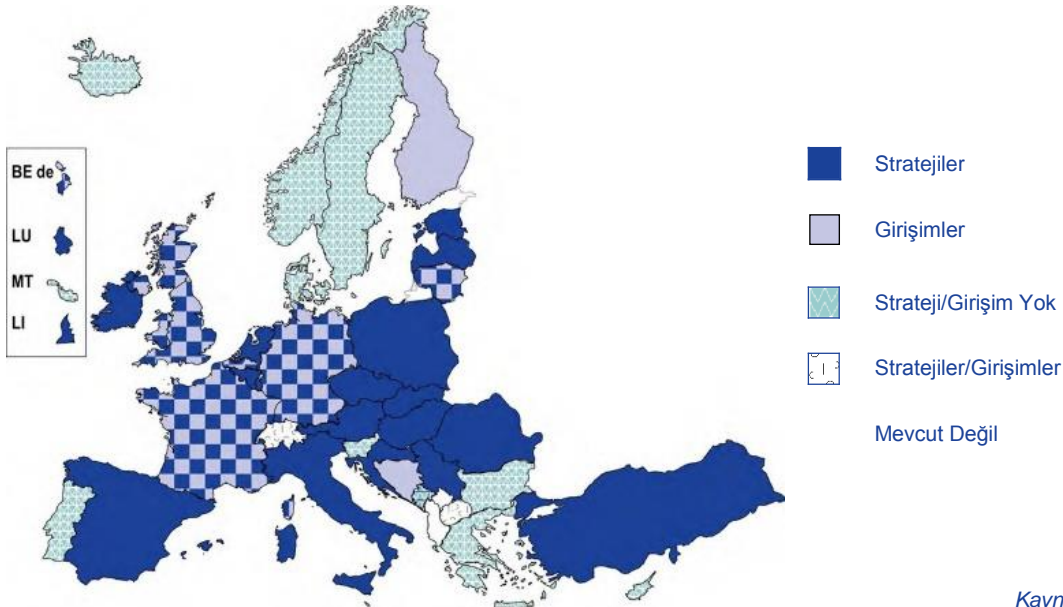 BE de
LU
MT
LI
Stratejiler
Girişimler
Strateji/Girişim Yok
Stratejiler/Girişimler
Mevcut Değil